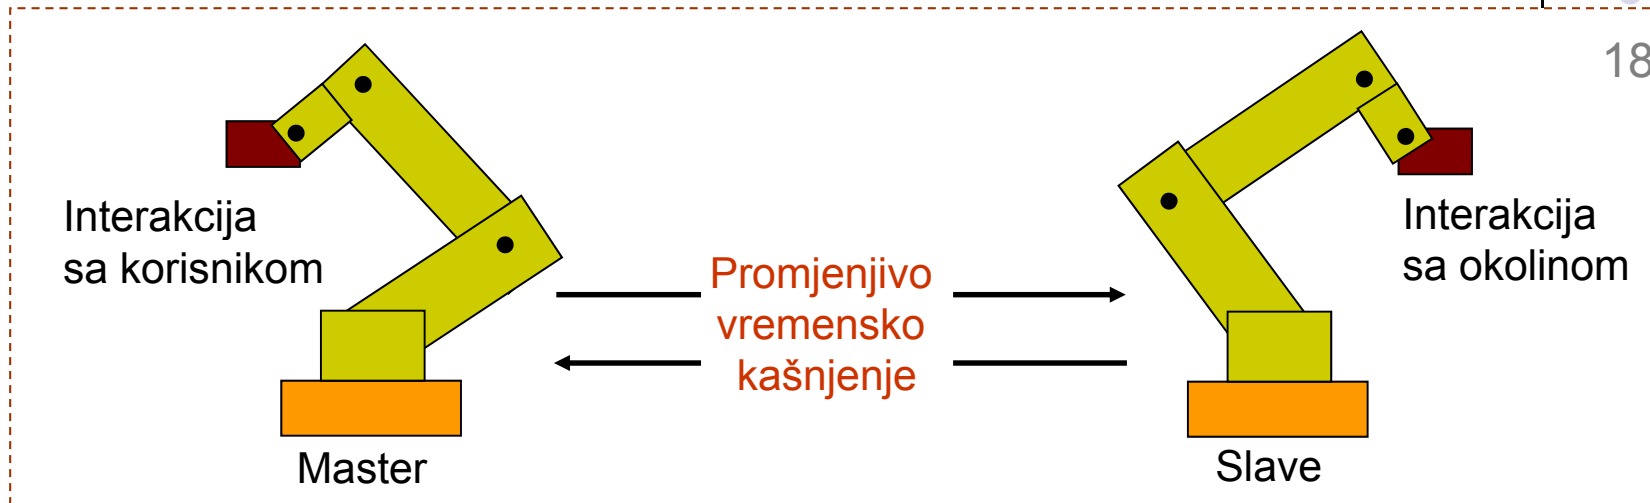 18
Interakcija
sa korisnikom
Promjenjivo
vremensko
kašnjenje
Interakcija
sa okolinom
Master
Slave